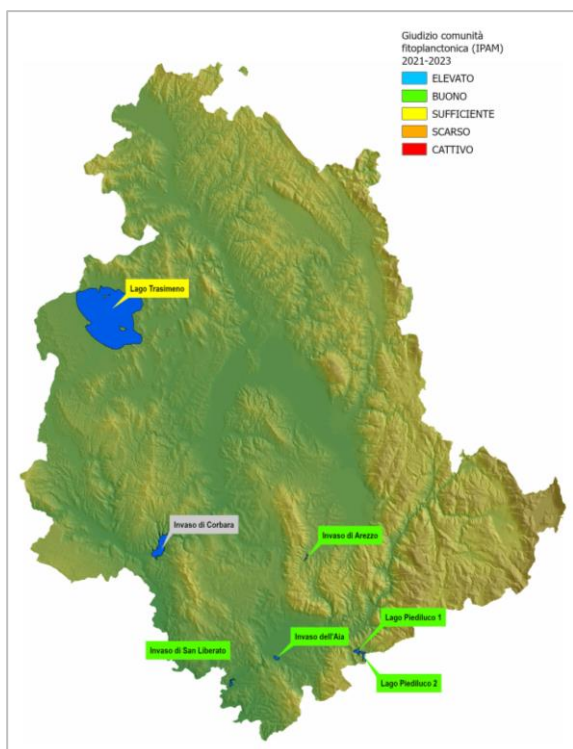 Giudizio comunità
fitoplanctonica (IPAM)
2021-2023
ELEVATO
BUONO
SUFFICIENTE
SCARSO
CATTIVO
Lago Trasimeno
Invaso di Corbara
Invaso di Arezzo
Invaso di San Liberato
Invaso dell'Aia
Lago Piediluco 1
Lago Piediluco 2